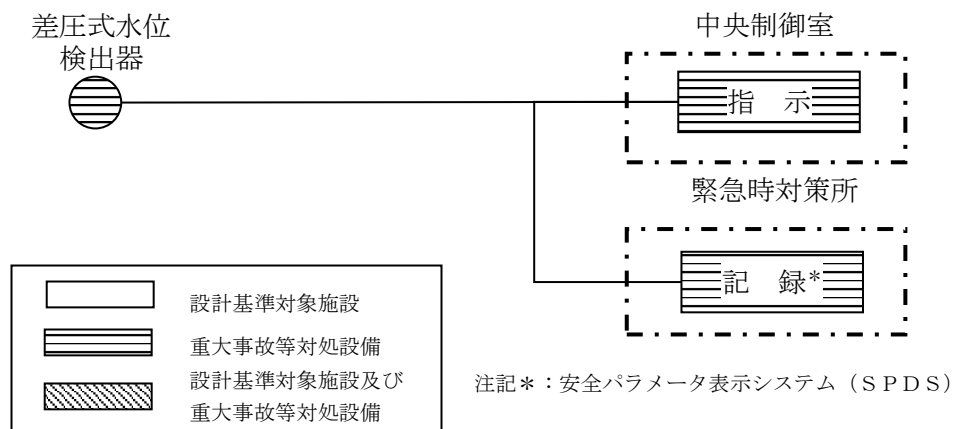 差圧式水位
検出器
中央制御室
指　示
緊急時対策所
記　録*
設計基準対象施設
重大事故等対処設備
設計基準対象施設及び
重大事故等対処設備
注記＊：安全パラメータ表示システム（ＳＰＤＳ）